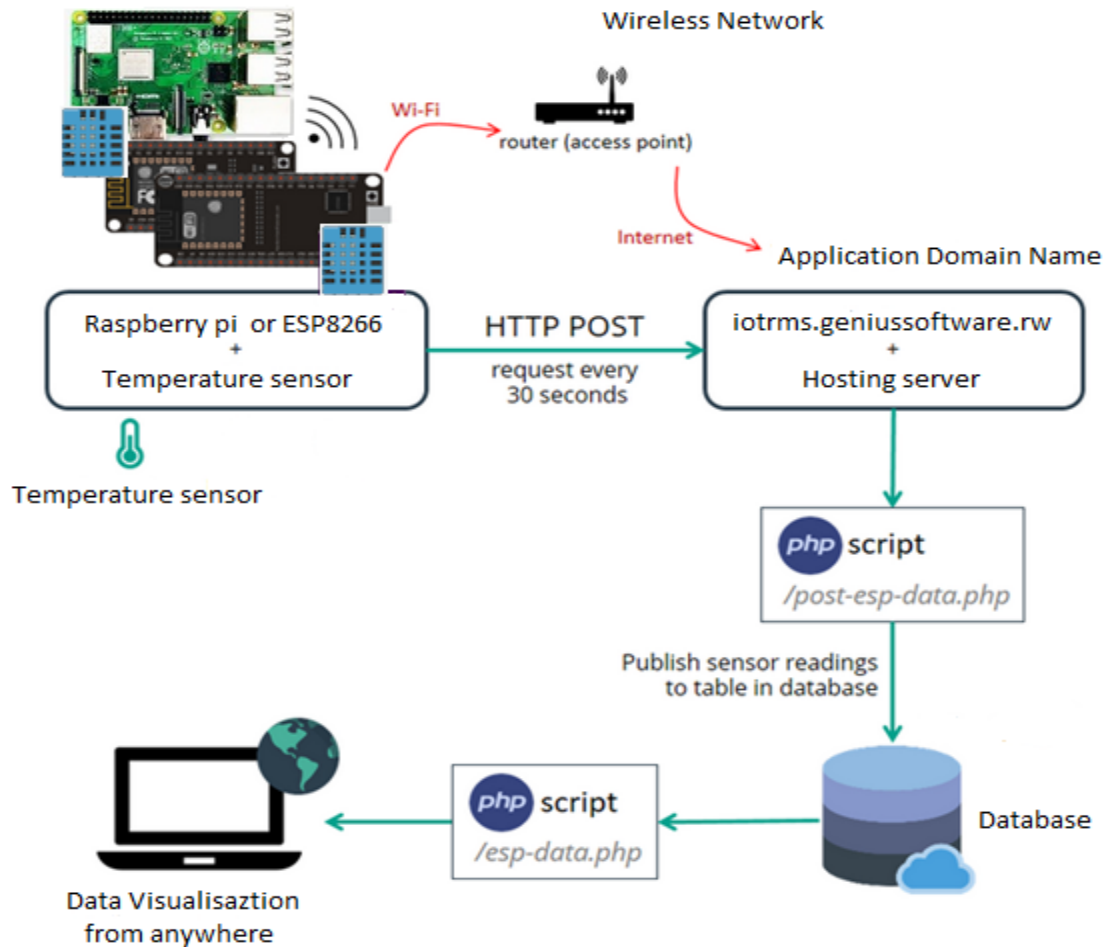 Wireless Network
Wi-Fi
router (access point)
Internet
Application Domain Name
Raspberry pi or ESP8266
+
Temperature sensor
HTTP POST
request every
30 seconds
iotrms.geniussoftware.rw
+
Hosting server
Temperature sensor
php script
/post-esp-data.php
Publish sensor readings
to table in database
Database
php script
/esp-data.php
Data Visualisaztion
from anywhere